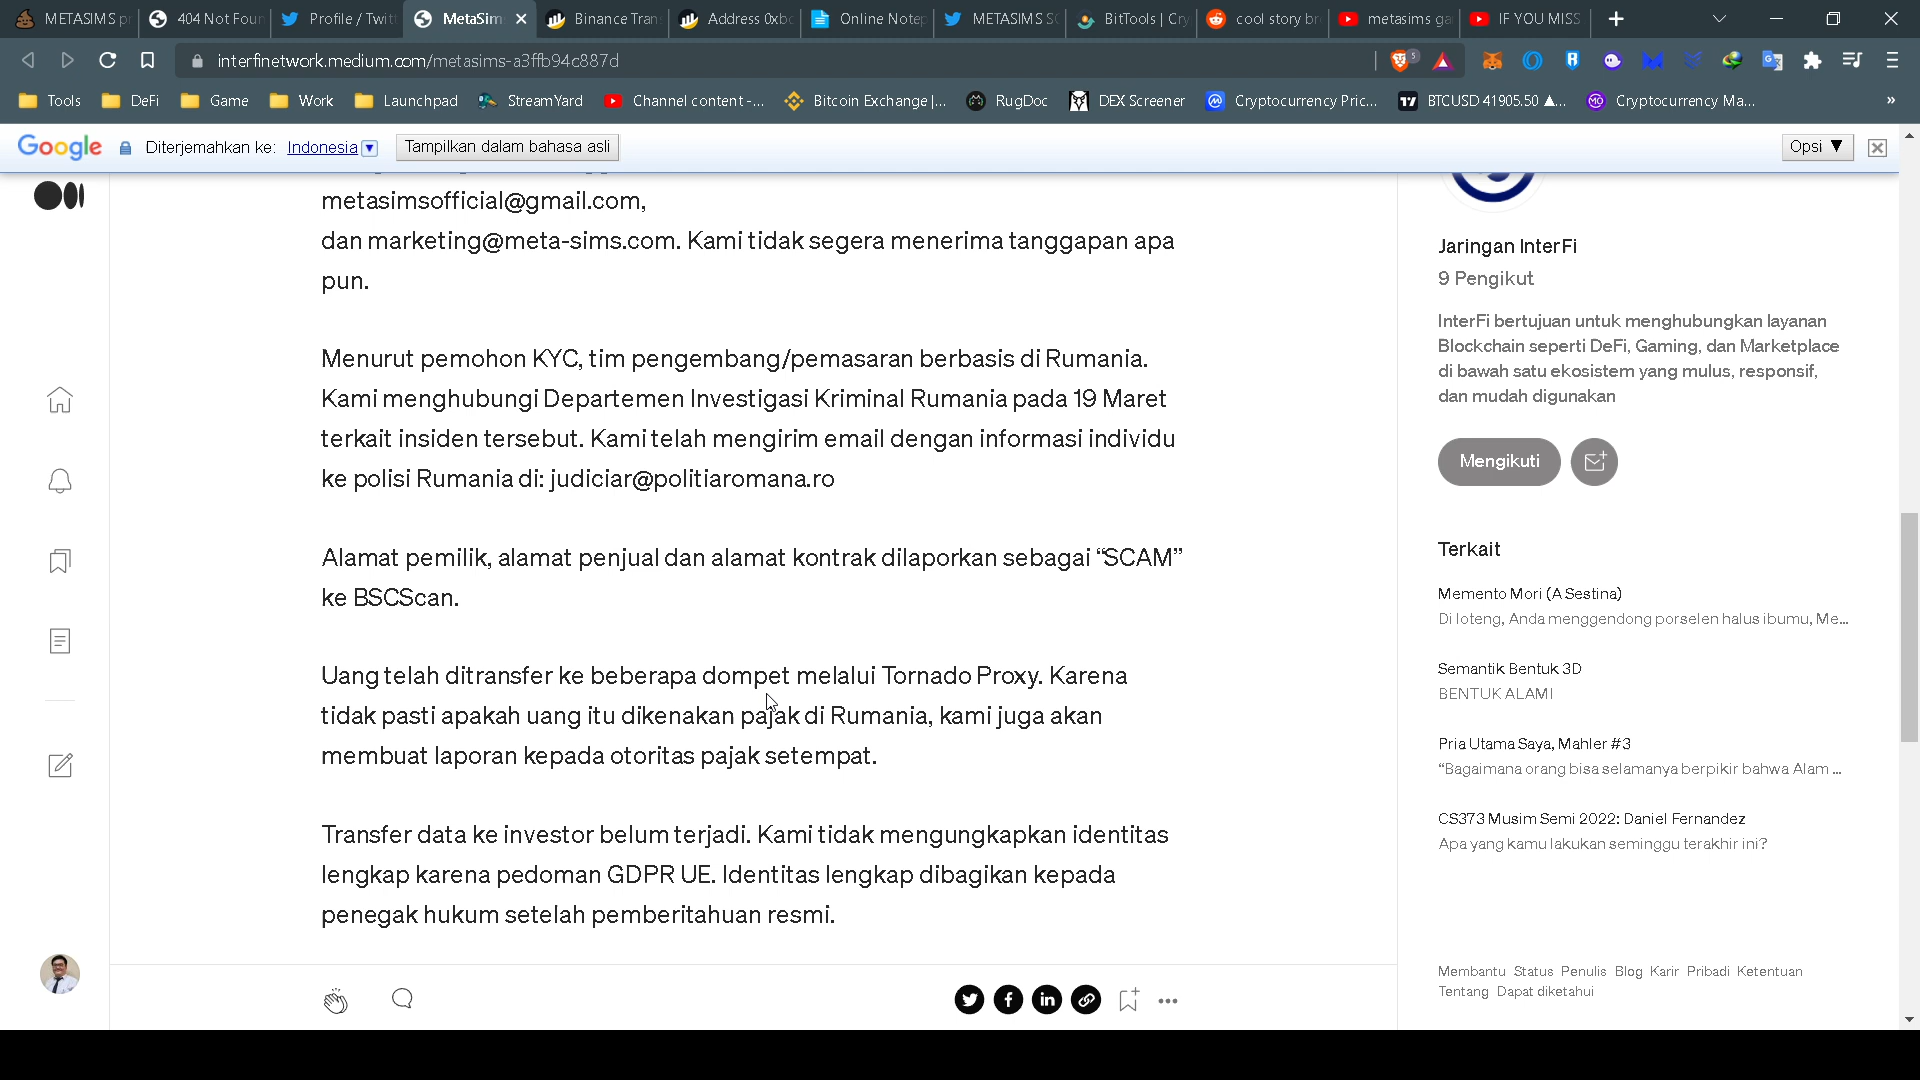 METASIMS pr
404 Not Foun
Profile / Twitt
MetaSims
Binance Trans
Address 0xbc
Online Notep
METASIMS SC
BitTools | Cry
cool story br
metasims ga
IF YOU MISS
interfinetwork.medium.com/metasims-a3ffb94c887d
5
Tools
DeFi
Game
Work
Launchpad
StreamYard
Channel content -...
Bitcoin Exchange |...
RugDoc
DEX Screener
Cryptocurrency Pric...
BTCUSD 41905.50 ▲...
Cryptocurrency Ma...
»
Google
Diterjemahkan ke: Indonesia
Tampilkan dalam bahasa asli
Opsi ▼
metasimsofficial@gmail.com,
dan marketing@meta-sims.com. Kami tidak segera menerima tanggapan apa
pun.
Menurut pemohon KYC, tim pengembang/pemasaran berbasis di Rumania.
Kami menghubungi Departemen Investigasi Kriminal Rumania pada 19 Maret
terkait insiden tersebut. Kami telah mengirim email dengan informasi individu
ke polisi Rumania di: judiciar@politiaromana.ro
Alamat pemilik, alamat penjual dan alamat kontrak dilaporkan sebagai “SCAM”
ke BSCScan.
Uang telah ditransfer ke beberapa dompet melalui Tornado Proxy. Karena
tidak pasti apakah uang itu dikenakan pajak di Rumania, kami juga akan
membuat laporan kepada otoritas pajak setempat.
Transfer data ke investor belum terjadi. Kami tidak mengungkapkan identitas
lengkap karena pedoman GDPR UE. Identitas lengkap dibagikan kepada
penegak hukum setelah pemberitahuan resmi.
Jaringan InterFi
9 Pengikut
InterFi bertujuan untuk menghubungkan layanan
Blockchain seperti DeFi, Gaming, dan Marketplace
di bawah satu ekosistem yang mulus, responsif,
dan mudah digunakan
Mengikuti
Terkait
Memento Mori (A Sestina)
Di loteng, Anda menggendong porselen halus ibumu, Me...
Semantik Bentuk 3D
BENTUK ALAMI
Pria Utama Saya, Mahler #3
“Bagaimana orang bisa selamanya berpikir bahwa Alam ...
CS373 Musim Semi 2022: Daniel Fernandez
Apa yang kamu lakukan seminggu terakhir ini?
Membantu Status Penulis Blog Karir Pribadi Ketentuan
Tentang Dapat diketahui